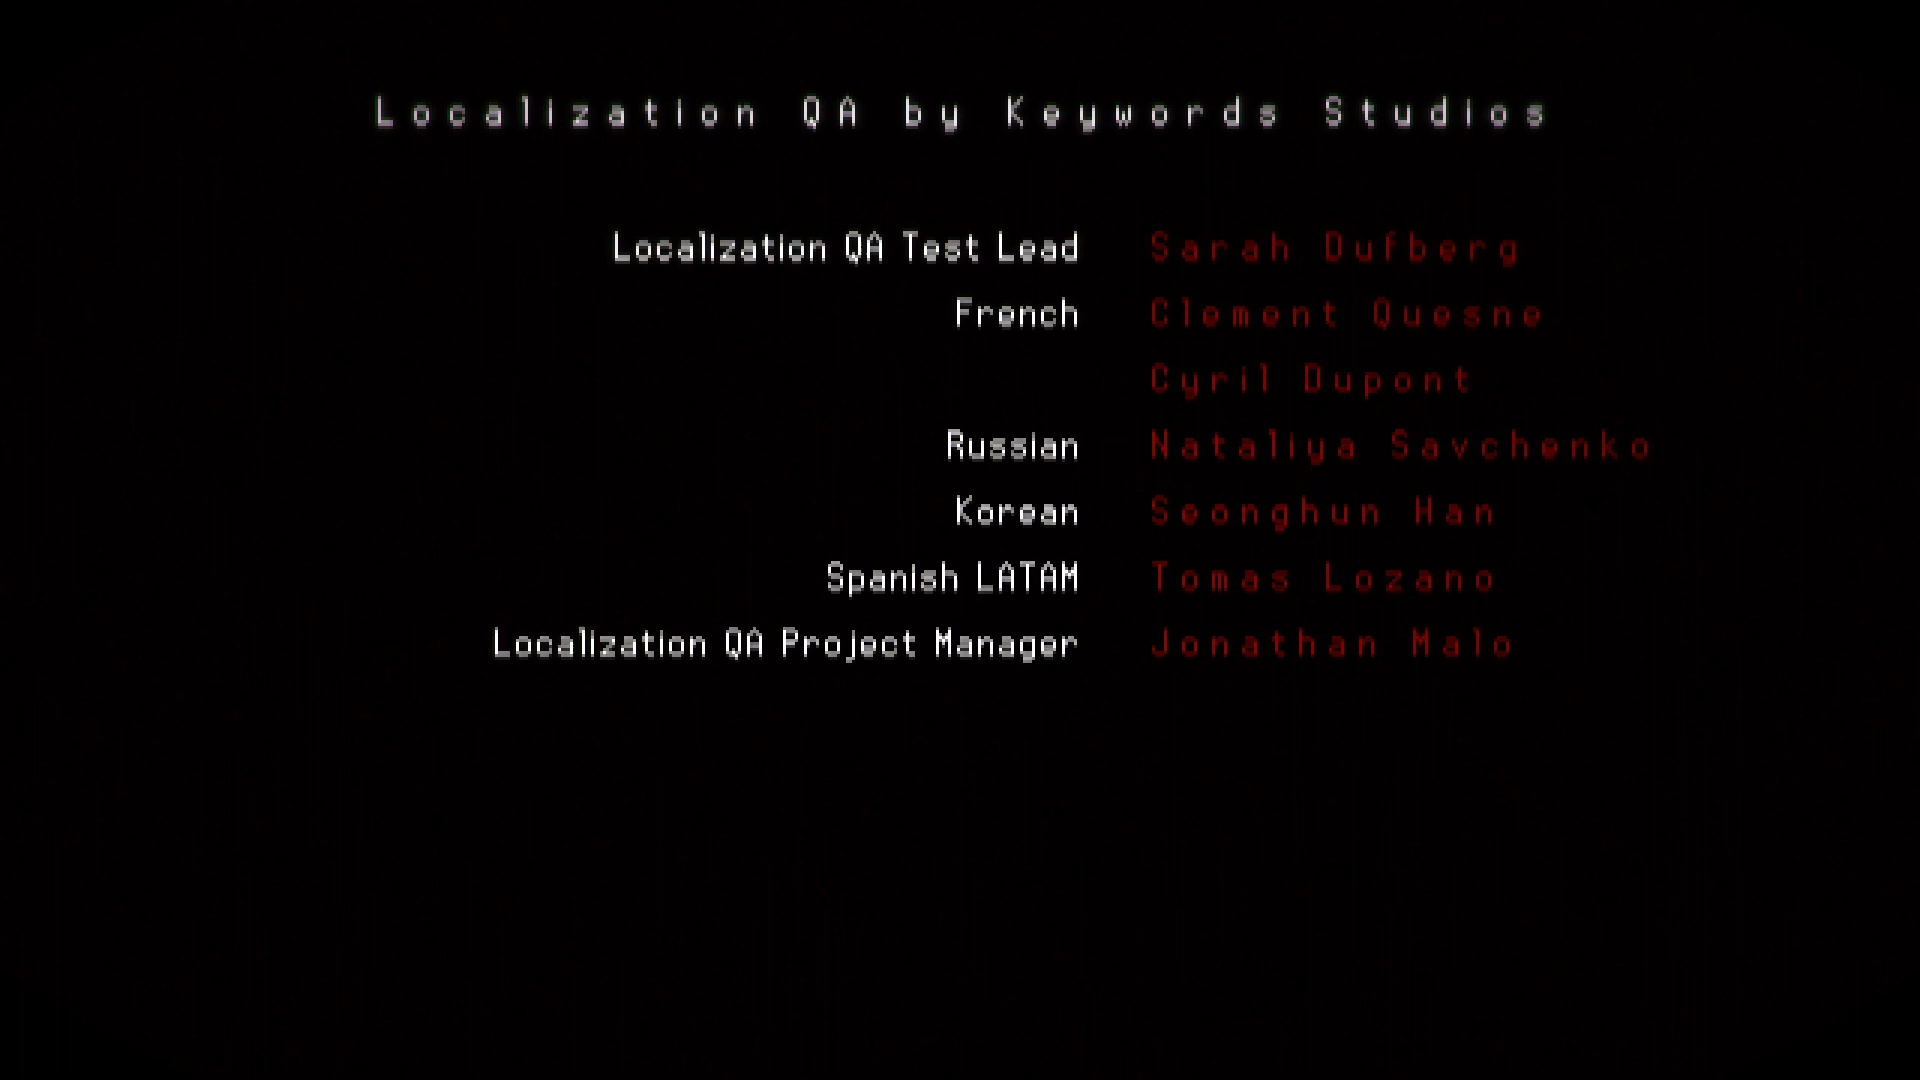 Localization QA by Keywords Studios
Localization QA Test Lead Sarah Dufberg
French Clement Quesne
Cyril Dupont
Russian Nataliya Savchenko
Korean Seonghun Han
Spanish LATAM Tomas Lozano
Localization QA Project Manager Jonathan Malo